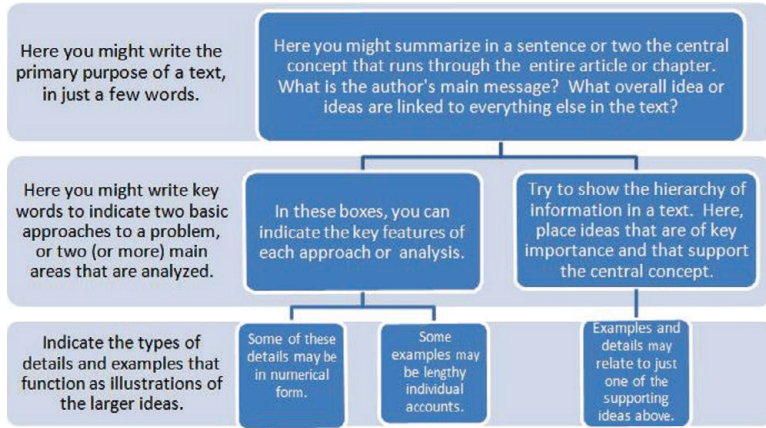 Here you might write the
primary purpose of a text,
in just a few words.
Here you might summarize in a sentence or two the central
concept that runs through the entire article or chapter.
What is the author's main message? What overall idea or
ideas are linked to everything else in the text?
Here you might write key
words to indicate two basic
approaches to a problem,
or two (or more) main
areas that are analyzed.
In these boxes, you can
indicate the key features of
each approach or analysis.
Try to show the hierarchy of
information in a text. Here,
place ideas that are of key
importance and that support
the central concept.
Indicate the types of
details and examples that
function as illustrations of
the larger ideas.
Some of these
details may be
in numerical
form.
Some
examples may
be lengthy
individual
accounts.
Examples and
details may
relate to just
one of the
supporting
ideas above.